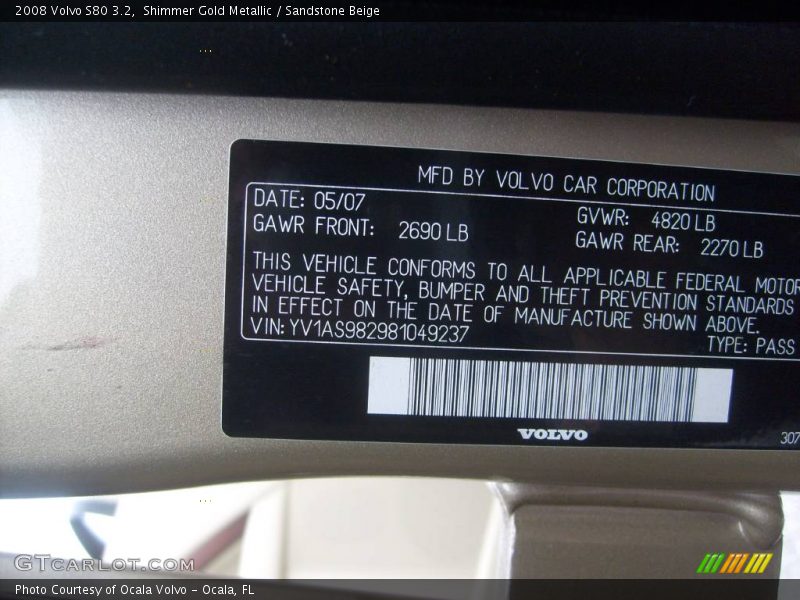 2008 Volvo S80 3.2,  Shimmer Gold Metallic / Sandstone Beige
MFD BY VOLVO CAR CORPORATION
DATE: 05/07
GVWR: 4820 LB
GAWR FRONT: 2690 LB
GAWR REAR: 2270 LB
THIS VEHICLE CONFORMS TO ALL APPLICABLE FEDERAL MOTOR
VEHICLE SAFETY, BUMPER AND THEFT PREVENTION STANDARDS
IN EFFECT ON THE DATE OF MANUFACTURE SHOWN ABOVE.
VIN: YV1AS982981049237
TYPE: PASS
VOLVO
307
GTCARLOT.COM
Photo Courtesy of Ocala Volvo - Ocala, FL